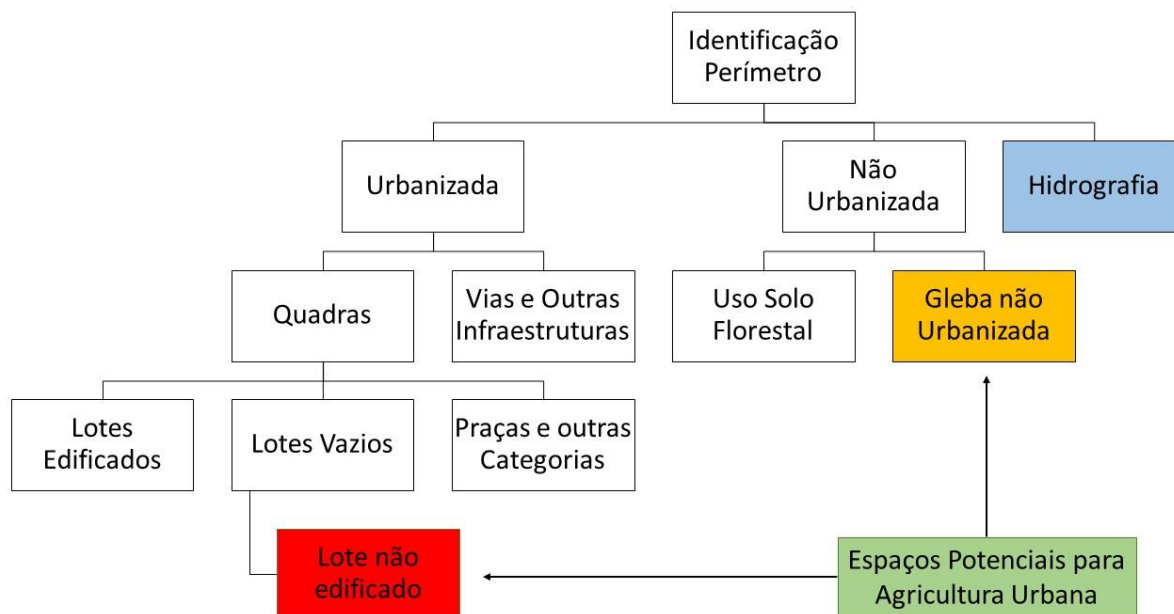 Identificação
Perímetro
Urbanizada
Não
Urbanizada
Hidrografia
Quadras
Vias e Outras
Infraestruturas
Uso Solo
Florestal
Gleba não
Urbanizada
Lotes
Edificados
Lotes Vazios
Praças e outras
Categorias
Lote não
edificado
Espaços Potenciais para
Agricultura Urbana